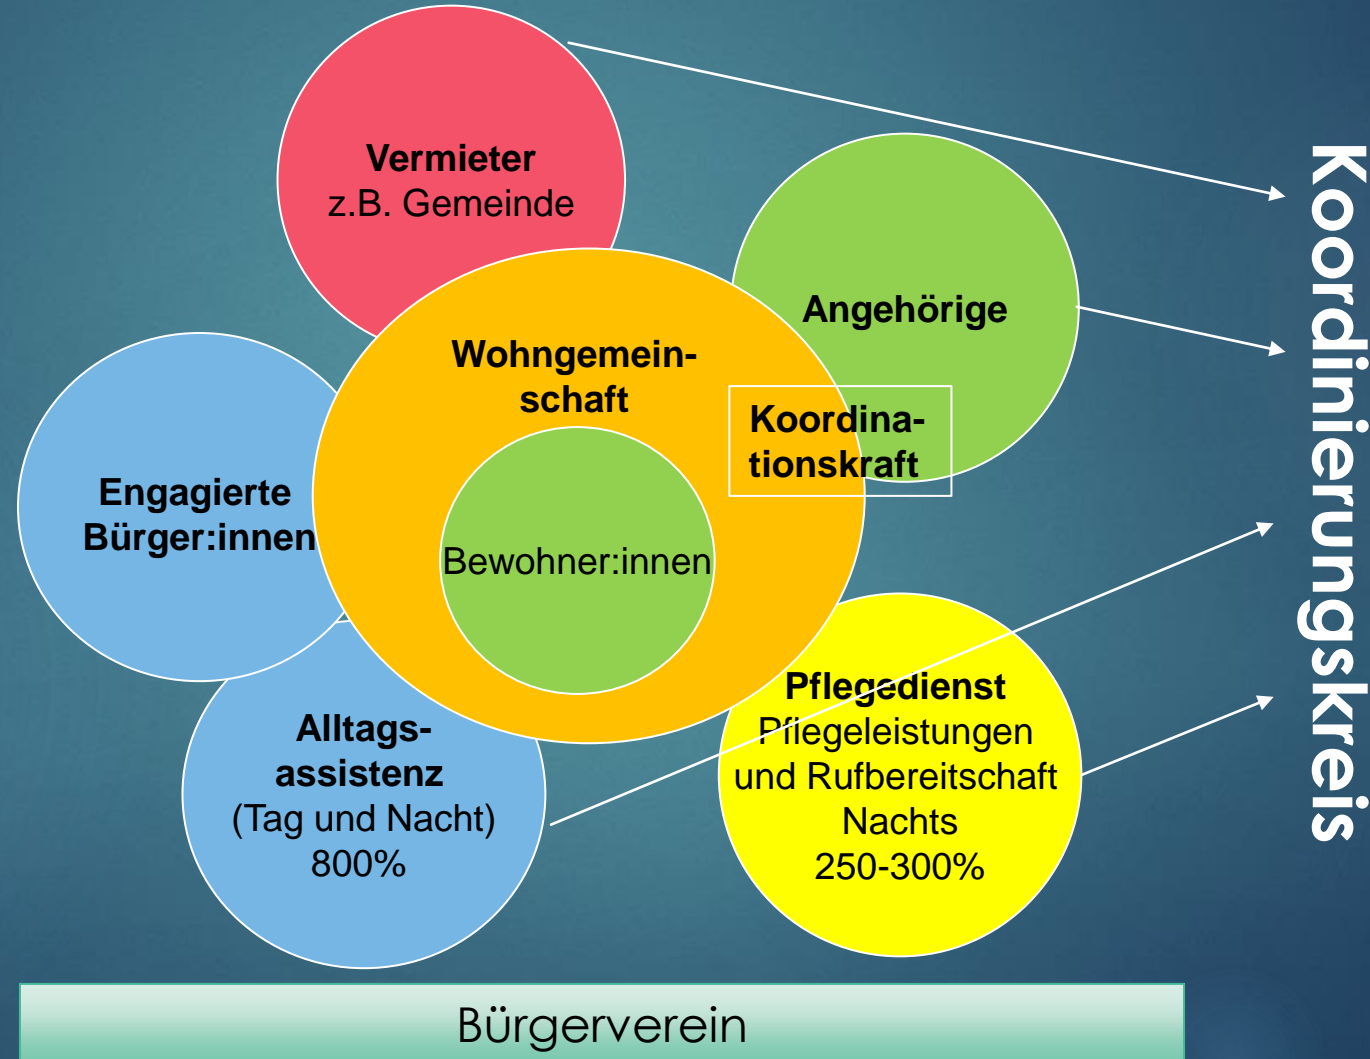 Vermieter
z.B. Gemeinde
Angehörige
Wohngemein-
schaft
Koordina-
tionskraft
Engagierte
Bürger:innen
Bewohner:innen
Alltags-
assistenz
(Tag und Nacht)
800%
Pflegedienst
Pflegeleistungen
und Rufbereitschaft
Nachts
250-300%
Koordinierungskreis
Bürgerverein